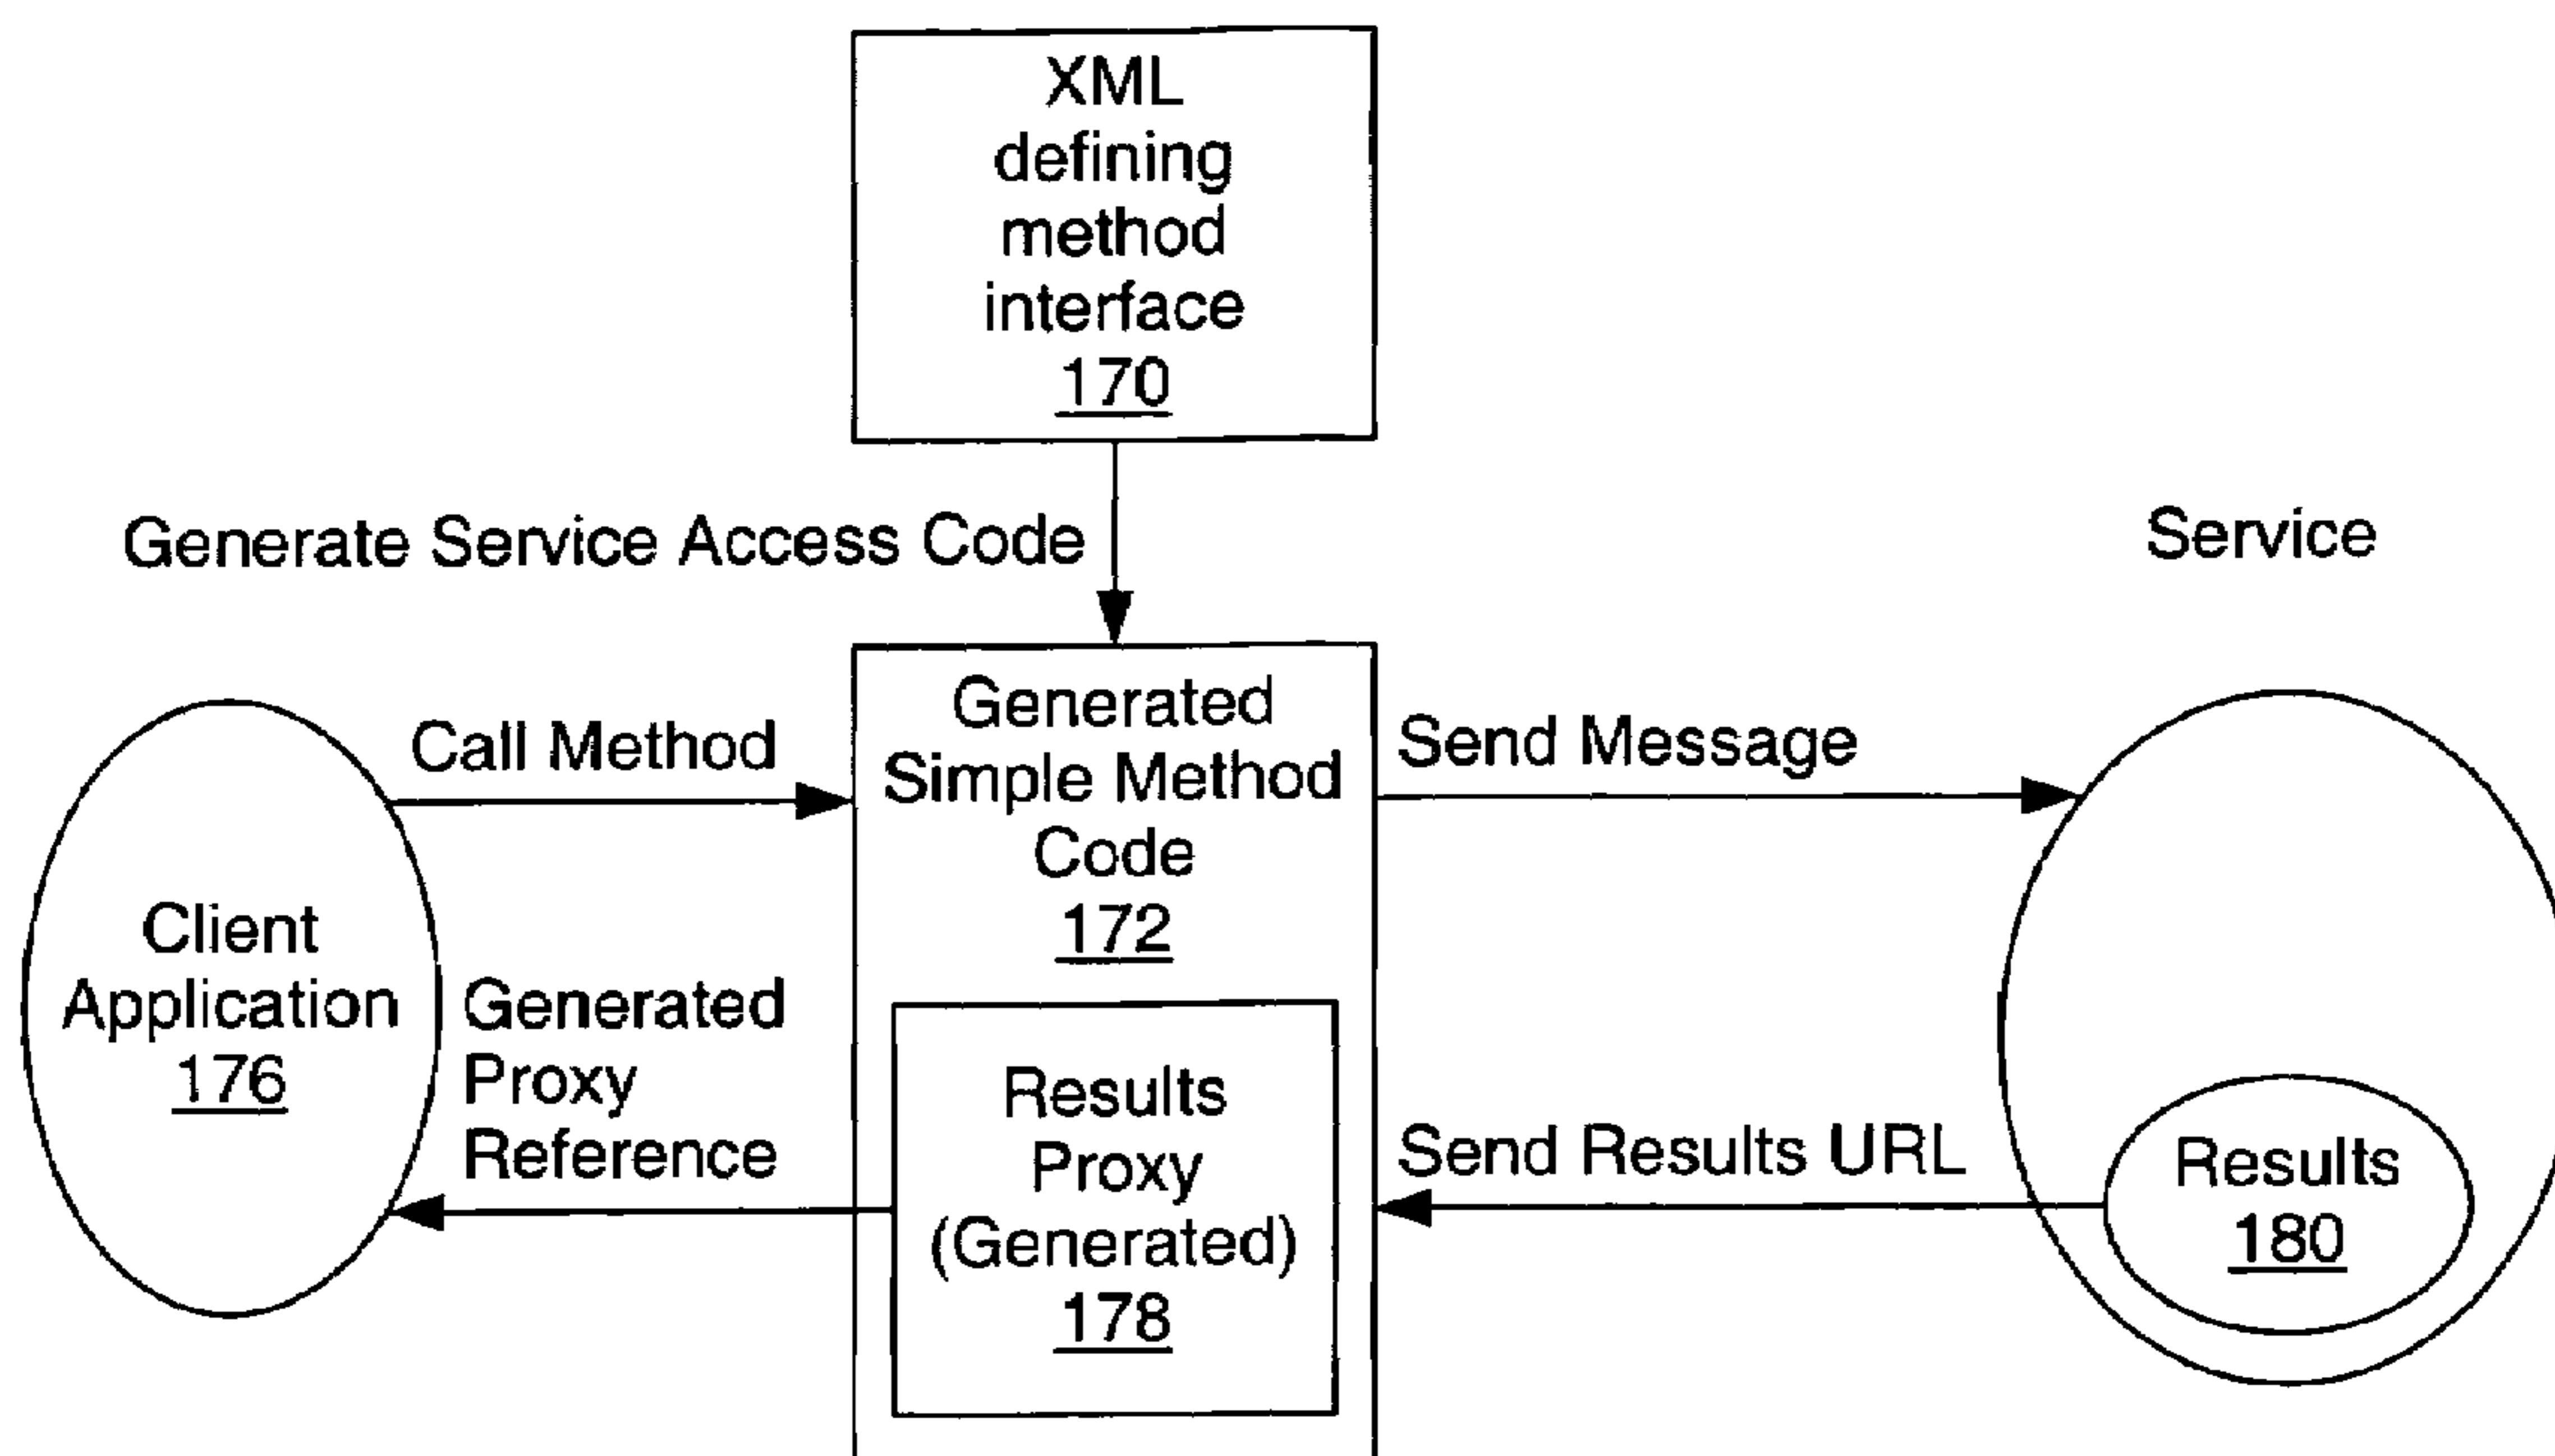 XML
defining
method
interface
170
Generate Service Access Code
Service
Generated
Simple Method
Code
172
Call Method
Send Message
Client
Application
176
Generated
Proxy
Reference
Results
Proxy
(Generated)
178
Send Results URL
Results
180